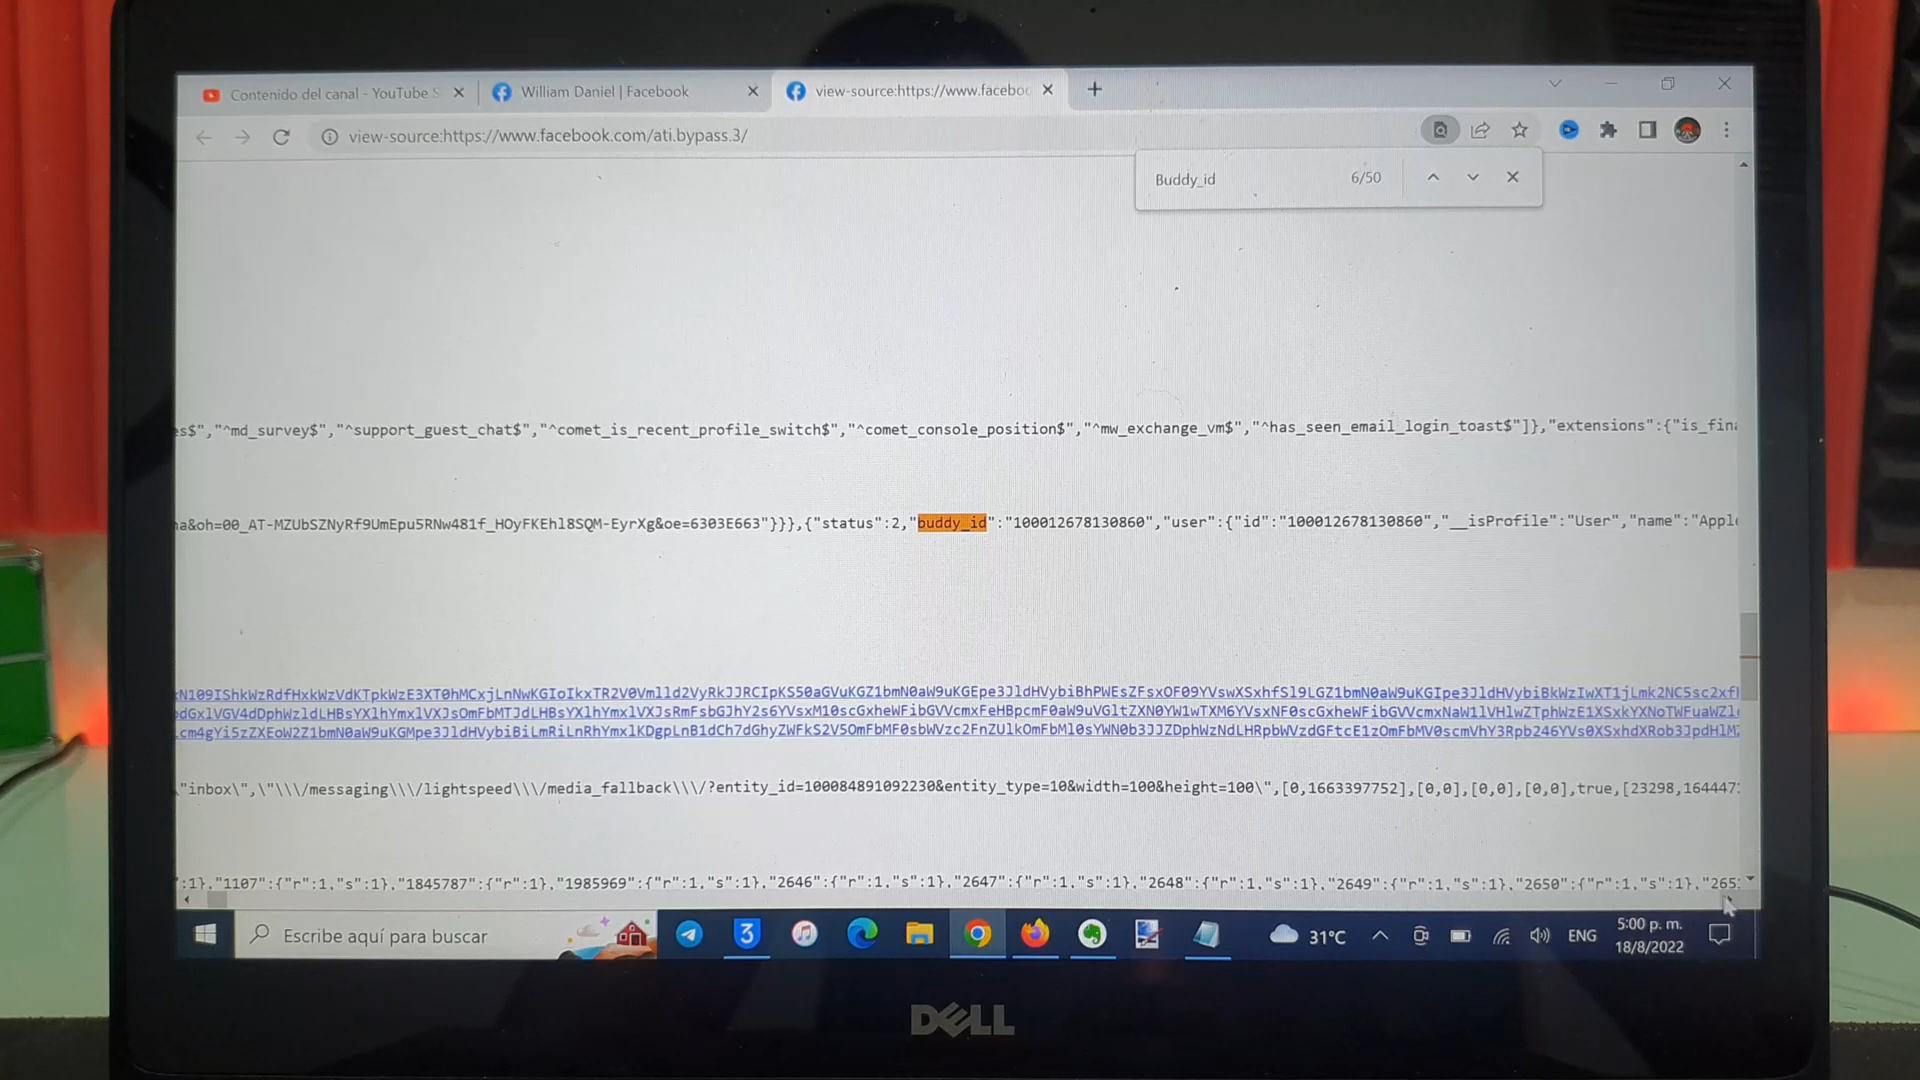 Contenido del canal - YouTube S
William Daniel | Facebook
view-source:https://www.faceboo
view-source:https://www.facebook.com/ati.bypass.3/
Buddy_id 6/50
es$","^md_survey$","^support_guest_chat$","^comet_is_recent_profile_switch$","^comet_console_position$","^mw_exchange_vm$","^has_seen_email_login_toast$"]},"extensions":{"is_fina
na&oh=00_AT-MZUbSZNyRf9UmEpu5RNw481f_HOyFKEhl8SQM-EyrXg&oe=6303E663"}}},{"status":2,"buddy_id":"100012678130860","user":{"id":"100012678130860","__isProfile":"User","name":"Apple
\"inbox\",\"\\\/messaging\\\/lightspeed\\\/media_fallback\\\/?entity_id=100084891092230&entity_type=10&width=100&height=100\",[0,1663397752],[0,0],[0,0],[0,0],true,[23298,164447
":1},"1107":{"r":1,"s":1},"1845787":{"r":1},"1985969":{"r":1,"s":1},"2646":{"r":1,"s":1},"2647":{"r":1,"s":1},"2648":{"r":1,"s":1},"2649":{"r":1,"s":1},"2650":{"r":1,"s":1},"265
Escribe aquí para buscar
31°C
ENG
5:00 p. m.
18/8/2022
DELL